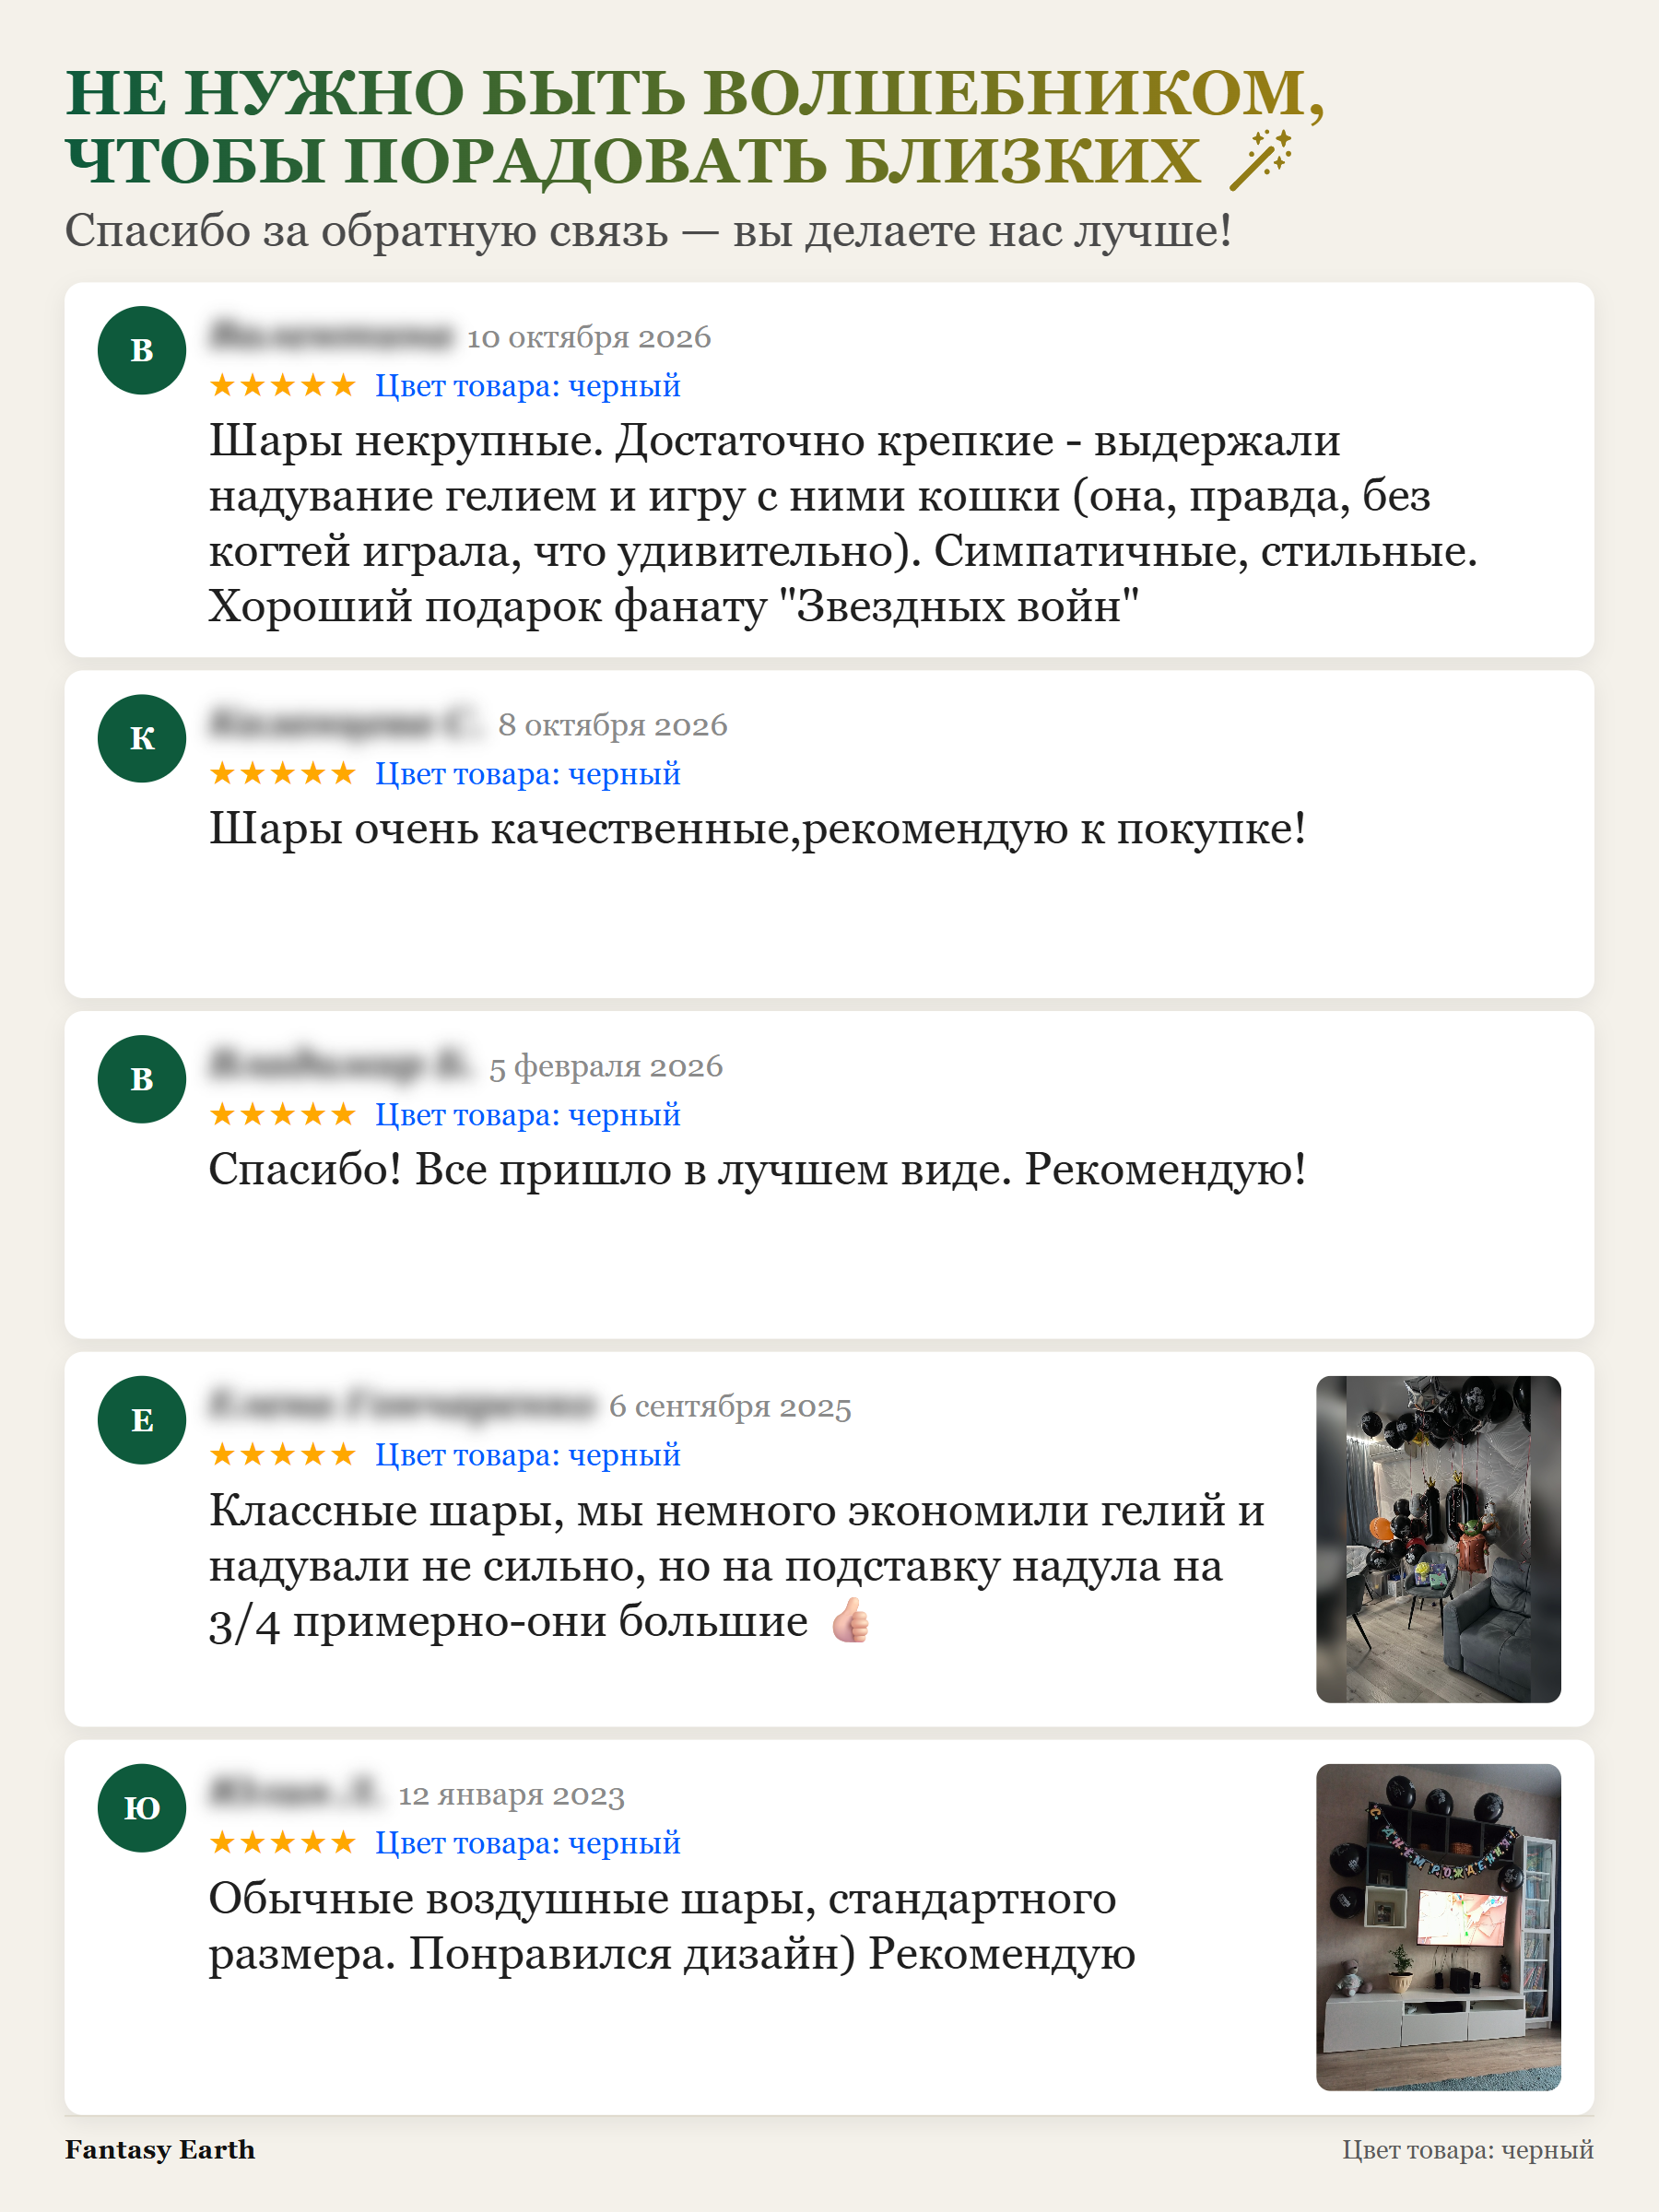 НЕ НУЖНО БЫТЬ ВОЛШЕБНИКОМ,
ЧТОБЫ ПОРАДОВАТЬ БЛИЗКИХ
Спасибо за обратную связь — вы делаете нас лучше!
В
10 октября 2026
★★★★★ Цвет товара: черный
Шары некрупные. Достаточно крепкие - выдержали
надувание гелием и игру с ними кошки (она, правда, без
когтей играла, что удивительно). Симпатичные, стильные.
Хороший подарок фанату "Звездных войн"
К
8 октября 2026
★★★★★ Цвет товара: черный
Шары очень качественные,рекомендую к покупке!
В
5 февраля 2026
★★★★★ Цвет товара: черный
Спасибо! Все пришло в лучшем виде. Рекомендую!
Е
6 сентября 2025
★★★★★ Цвет товара: черный
Классные шары, мы немного экономили гелий и
надували не сильно, но на подставку надула на
3/4 примерно-они большие 👍🏻
Ю
12 января 2023
★★★★★ Цвет товара: черный
Обычные воздушные шары, стандартного
размера. Понравился дизайн) Рекомендую
С ДНЕМ РОЖДЕНИЯ
Fantasy Earth
Цвет товара: черный